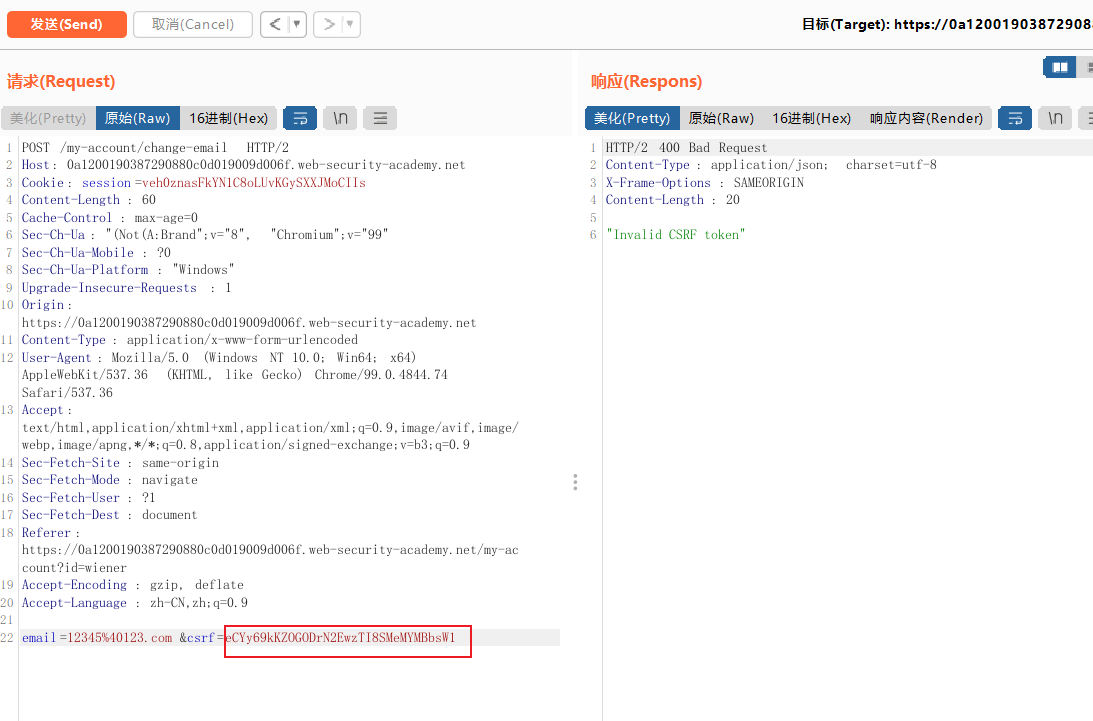 发送(Send)
取消(Cancel)
<
▼
>
▼
目标(Target): https://0a12001903872908
请求(Request)
美化(Pretty)
原始(Raw)
16进制(Hex)
\n
1 POST /my-account/change-email HTTP/2
2 Host: 0a1200190387290880c0d019009d006f.web-security-academy.net
3 Cookie: session=veh0znasFkYN1C8oLUvKGySXXJMoCIIs
4 Content-Length : 60
5 Cache-Control : max-age=0
6 Sec-Ch-Ua : "(Not(A:Brand";v="8", "Chromium";v="99"
7 Sec-Ch-Ua-Mobile : ?0
8 Sec-Ch-Ua-Platform : "Windows"
9 Upgrade-Insecure-Requests : 1
10 Origin :
https://0a1200190387290880c0d019009d006f.web-security-academy.net
11 Content-Type : application/x-www-form-urlencoded
12 User-Agent : Mozilla/5.0 (Windows NT 10.0; Win64; x64)
AppleWebKit/537.36 (KHTML, like Gecko) Chrome/99.0.4844.74
Safari/537.36
13 Accept :
text/html,application/xhtml+xml,application/xml;q=0.9,image/avif,image/
webp,image/apng,*/*;q=0.8,application/signed-exchange;v=b3;q=0.9
14 Sec-Fetch-Site : same-origin
15 Sec-Fetch-Mode : navigate
16 Sec-Fetch-User : ?1
17 Sec-Fetch-Dest : document
18 Referer :
https://0a1200190387290880c0d019009d006f.web-security-academy.net/my-ac
count?id=wiener
19 Accept-Encoding : gzip, deflate
20 Accept-Language : zh-CN,zh;q=0.9
21
22 email=12345%40123.com &csrf=eCYy69kKZOGODrN2EwzTI8SMeMYMBbsW1
响应(Respons)
美化(Pretty)
原始(Raw)
16进制(Hex)
响应内容(Render)
\n
1 HTTP/2 400 Bad Request
2 Content-Type : application/json; charset=utf-8
3 X-Frame-Options : SAMEORIGIN
4 Content-Length : 20
5
6 "Invalid CSRF token"